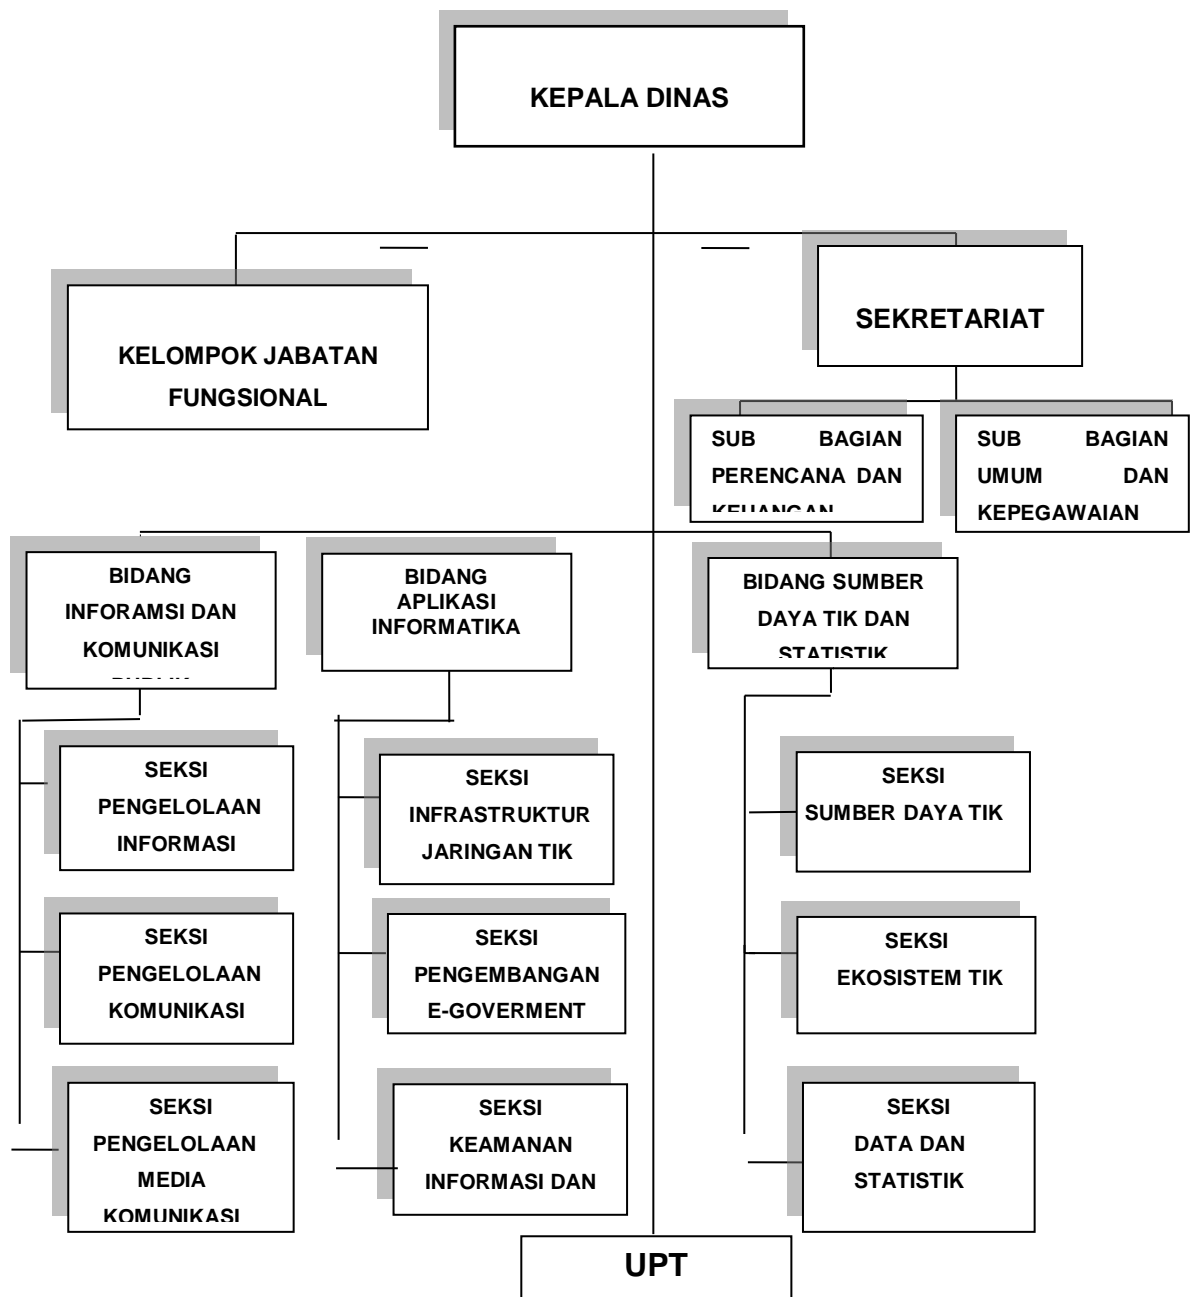 KEPALA DINAS
KELOMPOK JABATAN
FUNGSIONAL
SEKRETARIAT
SUB BAGIAN
PERENCANA DAN
KEUANGAN
SUB BAGIAN
UMUM DAN
KEPEGAWAIAN
BIDANG
INFORAMSI DAN
KOMUNIKASI
BIDANG
APLIKASI
INFORMATIKA
BIDANG SUMBER
DAYA TIK DAN
STATISTIK
SEKSI
PENGELOLAAN
INFORMASI
SEKSI
INFRASTRUKTUR
JARINGAN TIK
SEKSI
SUMBER DAYA TIK
SEKSI
PENGELOLAAN
KOMUNIKASI
SEKSI
PENGEMBANGAN
E-GOVERMENT
SEKSI
EKOSISTEM TIK
SEKSI
PENGELOLAAN
MEDIA
KOMUNIKASI
SEKSI
KEAMANAN
INFORMASI DAN
SEKSI
DATA DAN
STATISTIK
UPT